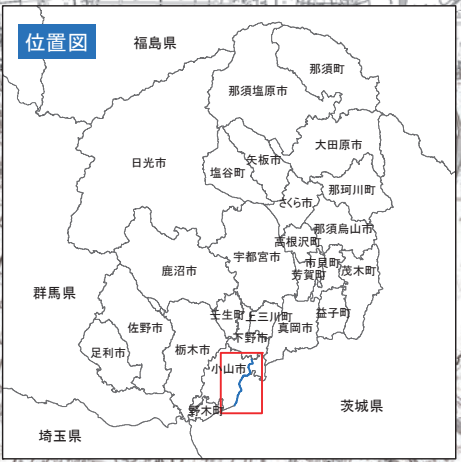 位置図
福島県
那須町
那須塩原市
大田原市
日光市
矢板市
塩谷町
那珂川町
さくら市
那須烏山市
高根沢町
宇都宮市
市貝町
茂木町
鹿沼市
芳賀町
群馬県
壬生町
上三川町
益子町
佐野市
真岡市
下野市
足利市
栃木市
小山市
野木町
茨城県
埼玉県